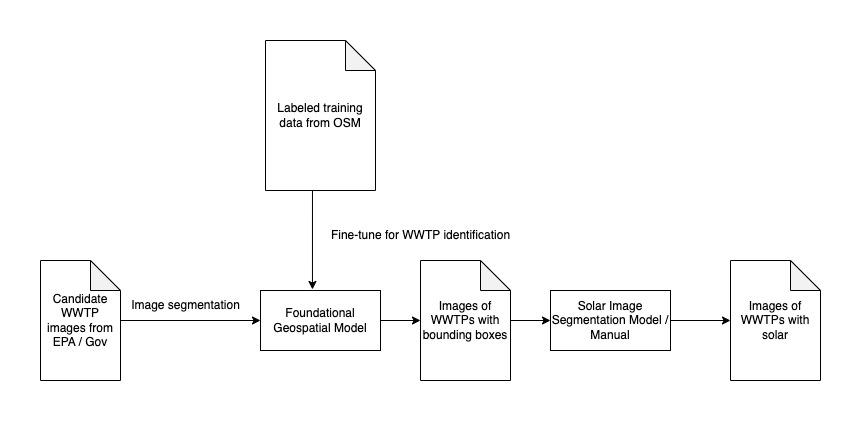 Labeled training
data from OSM
Fine-tune for WWTP identification
Candidate
WWTP
images from
EPA / Gov
Image segmentation
Foundational
Geospatial Model
Images of
WWTPs with
bounding boxes
Solar Image
Segmentation Model /
Manual
Images of
WWTPs with
solar